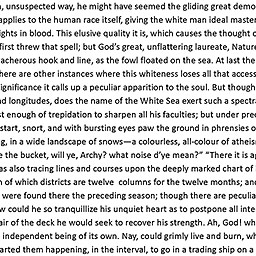 , unsuspected way, he might have seemed the gliding great demo
applies to the human race itself, giving the white man ideal master
ghts in blood. This elusive quality it is, which causes the thought o
first threw that spell; but God's great, unflattering laureate, Nature
acherous hook and line, as the fowl floated on the sea. At last the
here are other instances where this whiteness loses all that access
ignificance it calls up a peculiar apparition to the soul. But though
d longitudes, does the name of the White Sea exert such a spectra
st enough of trepidation to sharpen all his faculties; but under prec
start, snort, and with bursting eyes paw the ground in phrensies o
g, in a wide landscape of snows—a colourless, all-colour of atheis
e the bucket, will ye, Archy? what noise d'ye mean?" "There it is ag
as also tracing lines and courses upon the deeply marked chart of
n of which districts are twelve columns for the twelve months; an
were found there the preceding season; though there are peculia
w could he so tranquillize his unquiet heart as to postpone all inte
air of the deck he would seek to recover his strength. Ah, God! wh
e independent being of its own. Nay, could grimly live and burn, wh
arted them happening, in the interval, to go in a trading ship on a